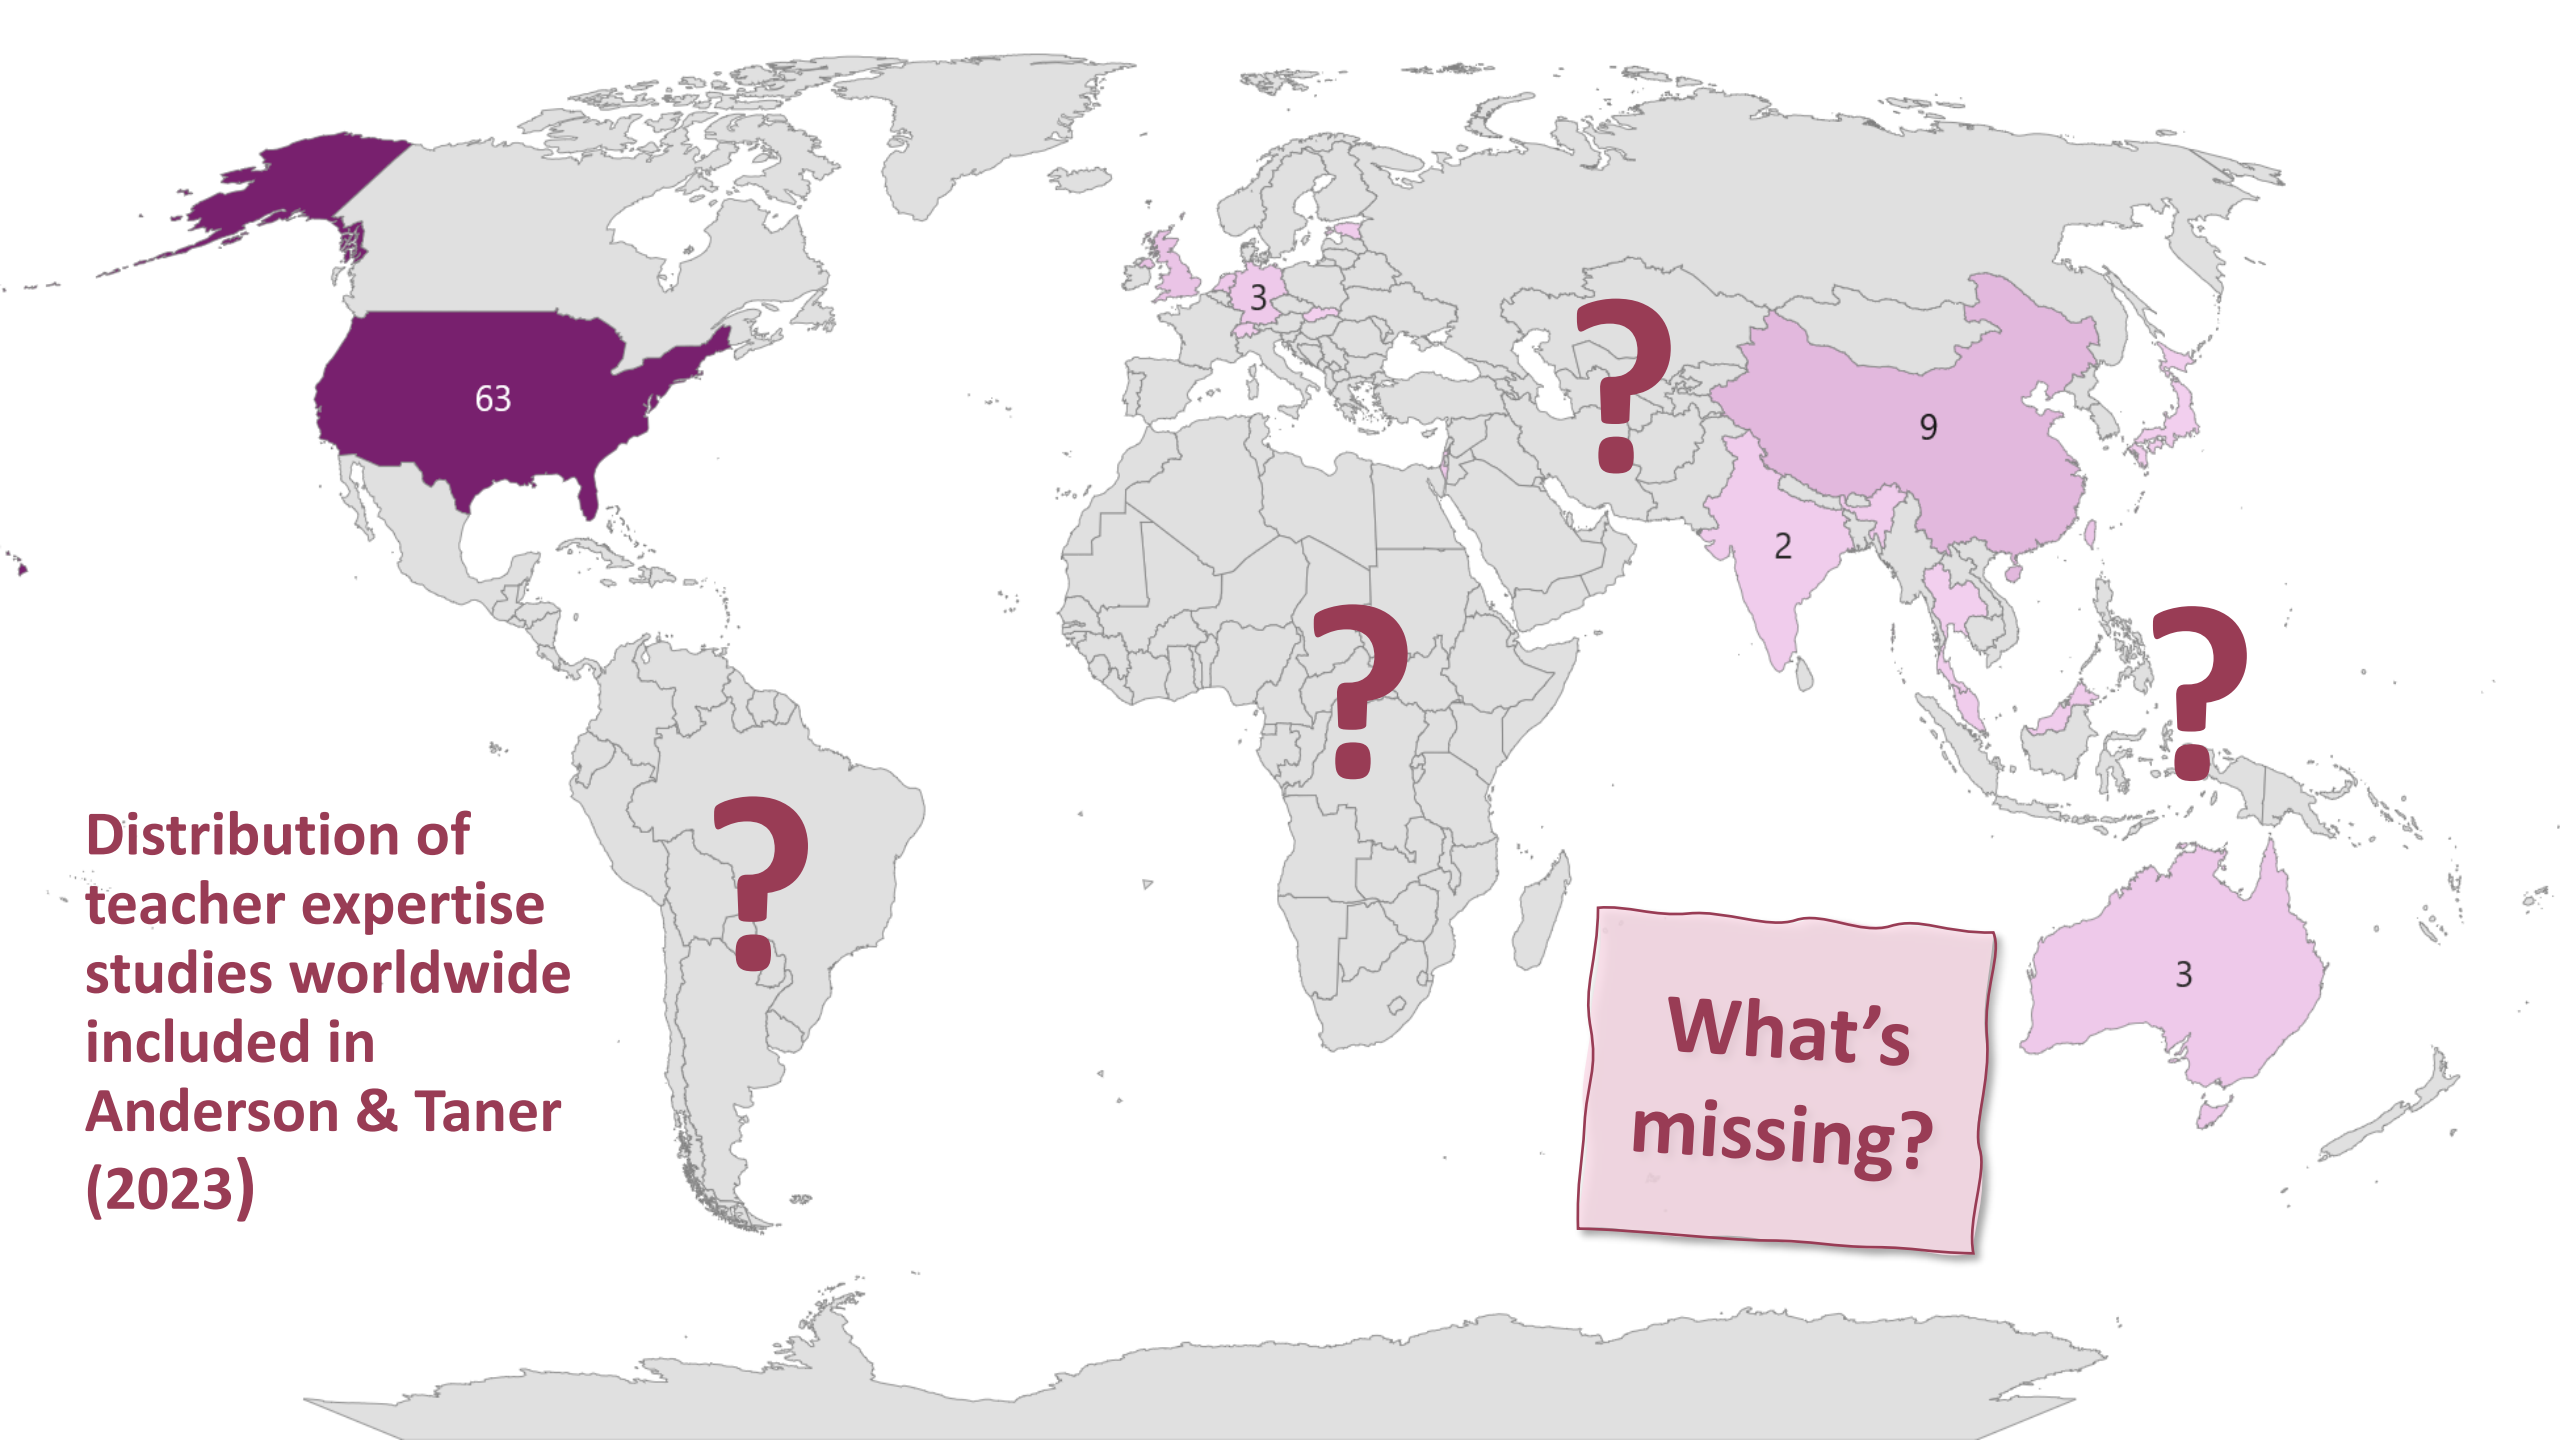 63
3
9
2
?
?
?
?
3
Distribution of
teacher expertise
studies worldwide
included in
Anderson & Taner
(2023)
What’s
missing?